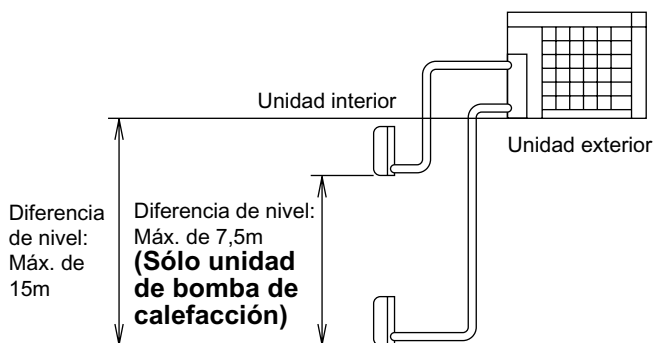 Unidad interior
Unidad exterior
Diferencia
de nivel:
Máx. de
15m
Diferencia de nivel:
Máx. de 7,5m
(Sólo unidad
de bomba de
calefacción)